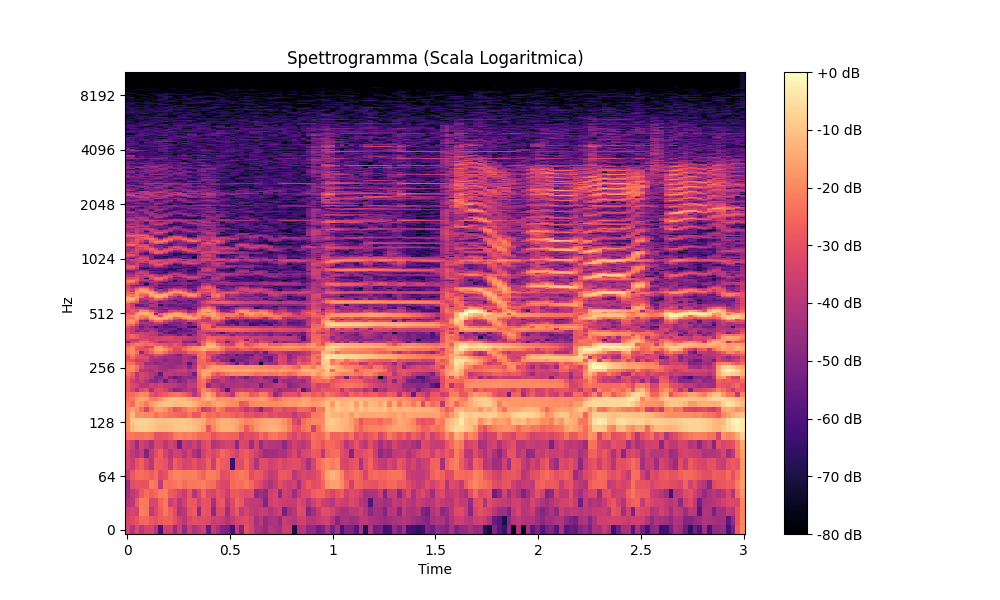 Spettrogramma (Scala Logaritmica)
Hz
8192
4096
2048
1024
512
256
128
64
0
0
0.5
1
1.5
2
2.5
3
Time
+0 dB
-10 dB
-20 dB
-30 dB
-40 dB
-50 dB
-60 dB
-70 dB
-80 dB